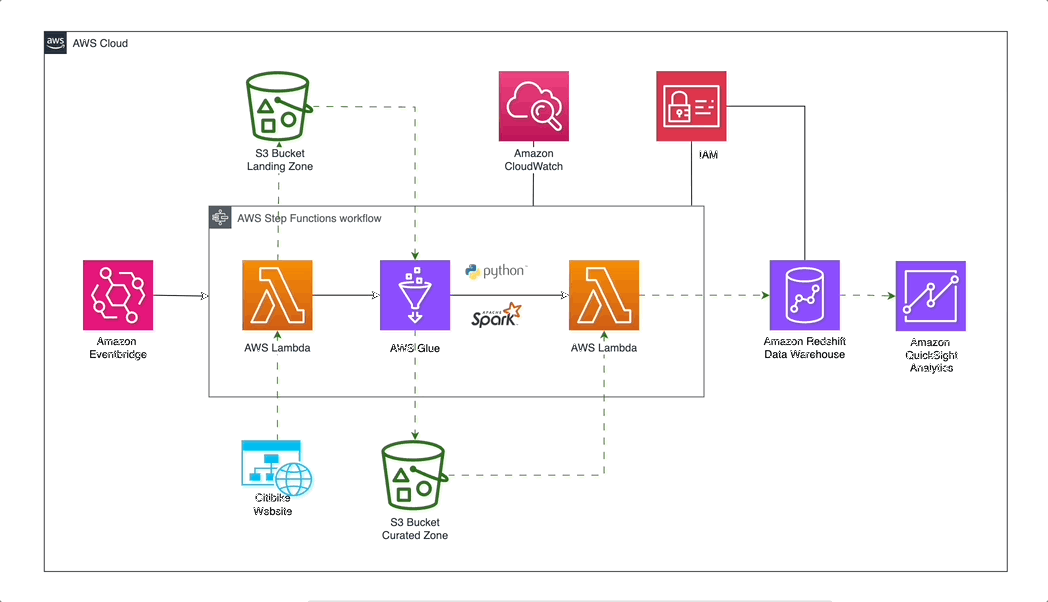 aws
AWS Cloud
S3 Bucket
Landing Zone
Amazon
CloudWatch
IAM
AWS Step Functions workflow
python
APACHE
Spark
Amazon
Eventbridge
AWS Lambda
AWS Glue
AWS Lambda
Amazon Redshift
Data Warehouse
Amazon
QuickSight
Analytics
Citibike
Website
S3 Bucket
Curated Zone